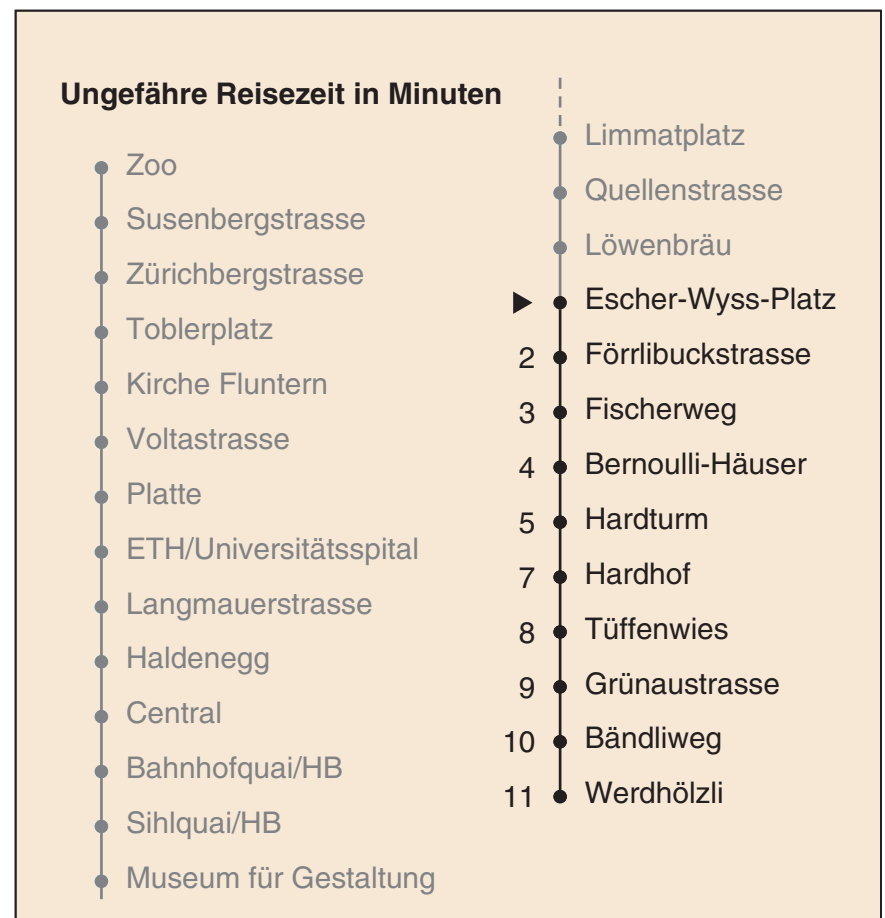 Ungefähre Reisezeit in Minuten
Zoo
Susenbergstrasse
Zürichbergstrasse
Toblerplatz
Kirche Fluntern
Voltastrasse
Platte
ETH/Universitätsspital
Langmauerstrasse
Haldenegg
Central
Bahnhofquai/HB
Sihlquai/HB
Museum für Gestaltung
Limmatplatz
Quellenstrasse
Löwenbräu
Escher-Wyss-Platz
2 Förrlibuckstrasse
3 Fischerweg
4 Bernoulli-Häuser
5 Hardturm
7 Hardhof
8 Tüffenwies
9 Grünaustrasse
10 Bändliweg
11 Werdhölzli